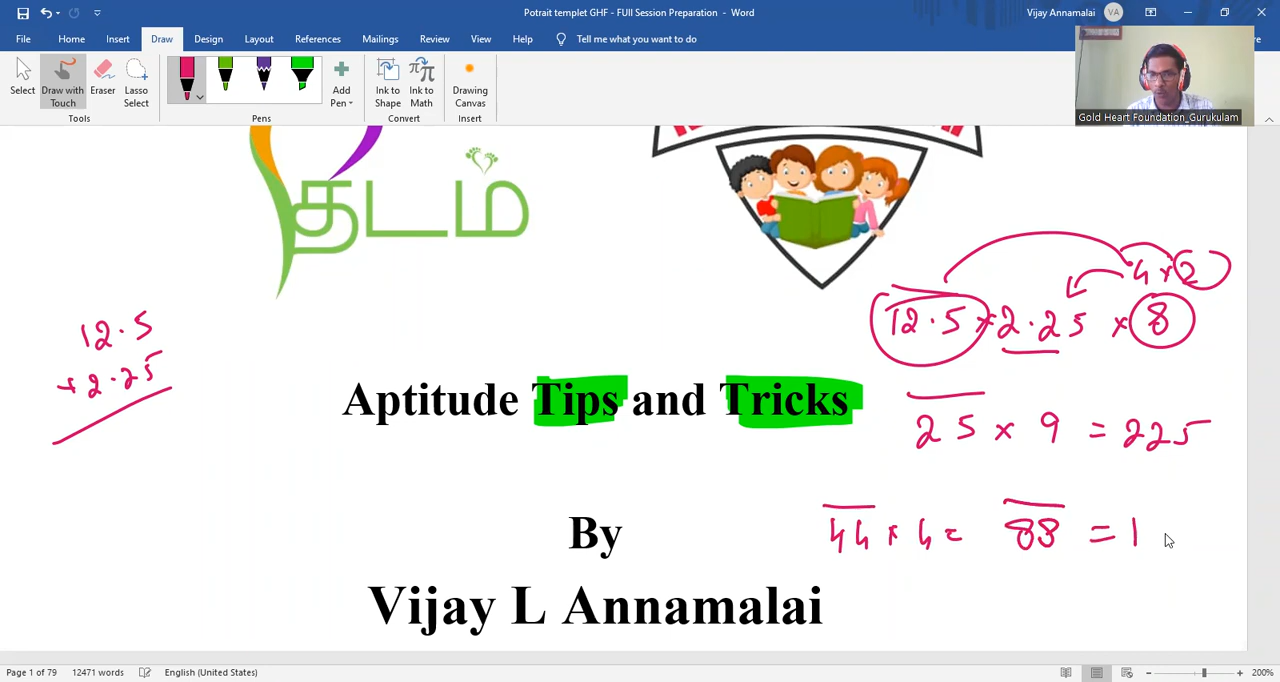 Potrait templet GHF - FUll Session Preparation - Word
Vijay Annamalai VA
File Home Insert Draw Design Layout References Mailings Review View Help Tell me what you want to do
Select Draw with Touch Eraser Lasso Select Add Pen Ink to Shape Ink to Math Drawing Canvas
Tools Pens Convert Insert
Gold Heart Foundation_Gurukulam
தடம்
4 × 2
12.5 × 2.25 × 8
12.5
× 2.25
Aptitude Tips and Tricks
25 × 9 = 225
44 × 4 = 88 = 1
By
Vijay L Annamalai
Page 1 of 79 12471 words English (United States) 200%